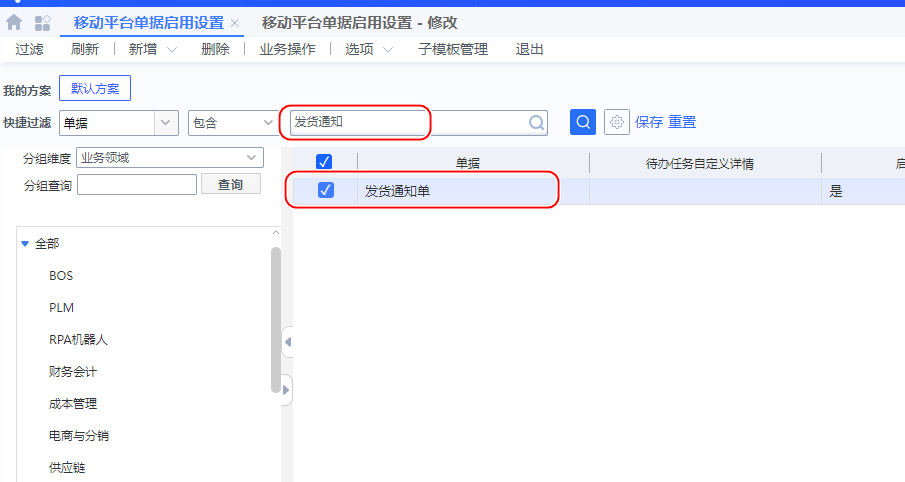 移动平台单据启用设置 × 移动平台单据启用设置 - 修改
过滤 刷新 新增 删除 业务操作 选项 子模板管理 退出
我的方案 默认方案
快捷过滤 单据 包含 发货通知 保存 重置
分组维度 业务领域
分组查询 查询
单据 待办任务自定义详情
发货通知单 是
全部
BOS
PLM
RPA机器人
财务会计
成本管理
电商与分销
供应链